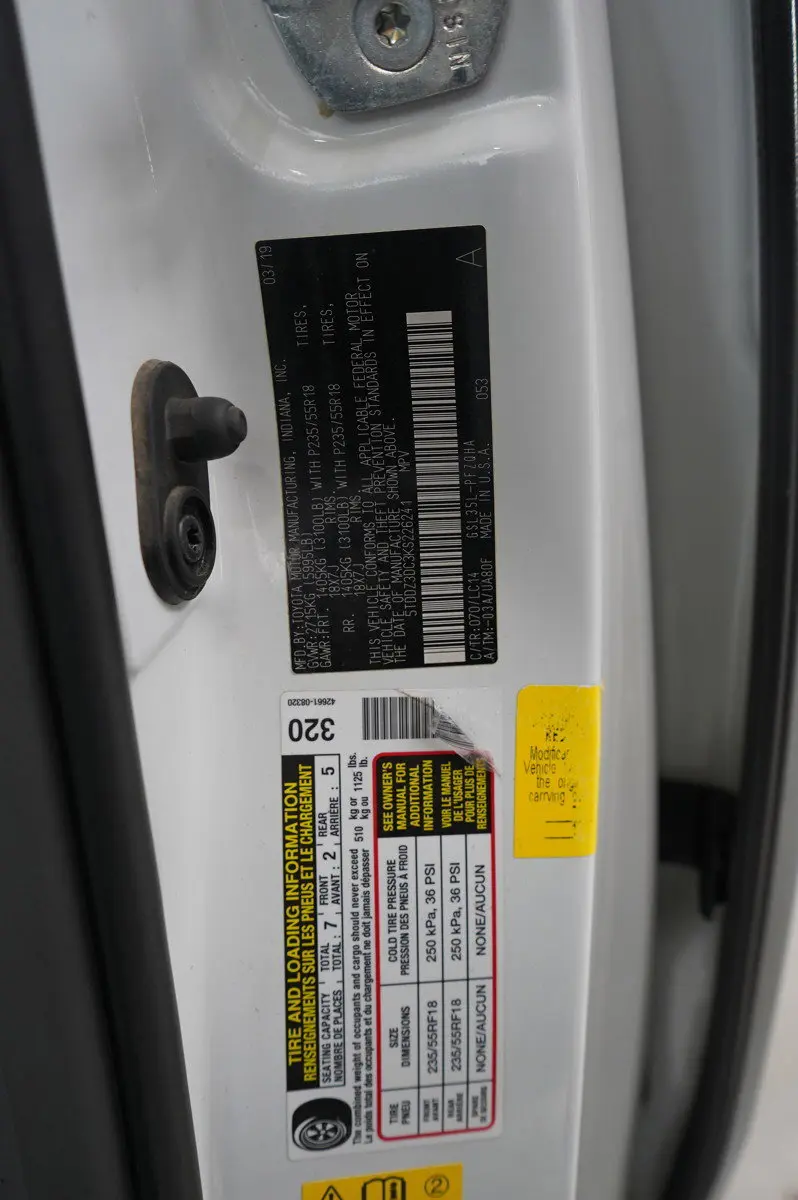 NISS
MFD.BY:TOYOTA MOTOR MANUFACTURING, INDIANA, INC. 03/19
GVWR:2715KG (5995LB)
GAWR:FRT. 1405KG (3100LB) WITH P235/55R18 TIRES,
18X7J RIMS.
RR. 1405KG (3100LB) WITH P235/55R18 TIRES,
18X7J RIMS.
THIS VEHICLE CONFORMS TO ALL APPLICABLE FEDERAL MOTOR
VEHICLE SAFETY AND THEFT PREVENTION STANDARDS IN EFFECT ON
THE DATE OF MANUFACTURE SHOWN ABOVE.
5TDDZ3DC3KS226241 MPV
C/TR:070/LC14 GSL35L-PFZQHA A
A/TM:-03A/UA80F MADE IN U.S.A. 053
TIRE AND LOADING INFORMATION
RENSEIGNEMENTS SUR LES PNEUS ET LE CHARGEMENT
320
42661-08320
SEATING CAPACITY TOTAL FRONT REAR
NOMBRE DE PLACES TOTAL : 7 AVANT : 2 ARRIÈRE : 5
The combined weight of occupants and cargo should never exceed 510 kg or 1125 lbs.
Le poids total des occupants et du chargement ne doit jamais dépasser 510 kg ou 1125 lb.
TIRE SIZE COLD TIRE PRESSURE
PNEU DIMENSIONS PRESSION DES PNEUS À FROID
FRONT AVANT 235/55RF18 250 kPa, 36 PSI
REAR ARRIÈRE 235/55RF18 250 kPa, 36 PSI
SPARE DE SECOURS NONE/AUCUN NONE/AUCUN
SEE OWNER'S
MANUAL FOR
ADDITIONAL
INFORMATION
VOIR LE MANUEL
DE L'USAGER
POUR PLUS DE
RENSEIGNEMENTS
Vehicle
the
carrying
2